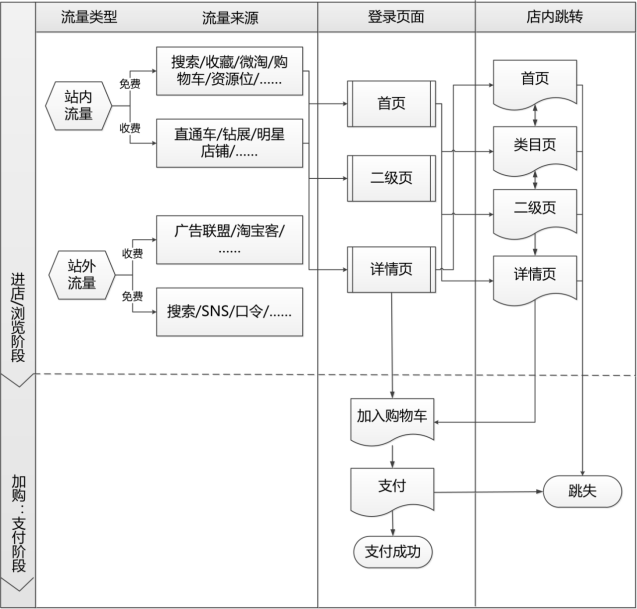 流量类型
流量来源
登录页面
店内跳转
站内
流量
免费
收费
搜索/收藏/微淘/购
物车/资源位/......
直通车/钻展/明星
店铺/......
站外
流量
收费
免费
广告联盟/淘宝客/
......
搜索/SNS/口令/......
首页
二级页
详情页
首页
类目页
二级页
详情页
进店/浏览阶段
加入购物车
支付
支付成功
跳失
加购：支付阶段